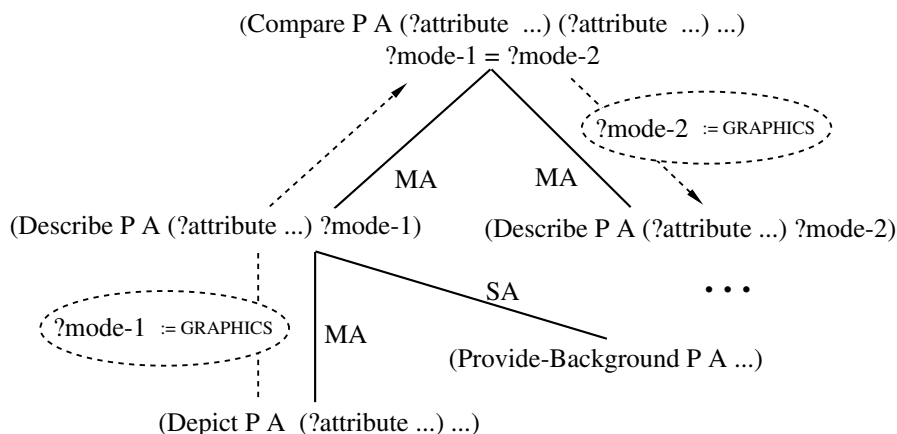 (Compare P A (?attribute ...) (?attribute ...) ...)
?mode-1 = ?mode-2
?mode-2 := GRAPHICS
MA MA
(Describe P A (?attribute ...) ?mode-1) (Describe P A (?attribute ...) ?mode-2)
SA
• • •
?mode-1 := GRAPHICS
MA
(Provide-Background P A ...)
(Depict P A (?attribute ...) ...)